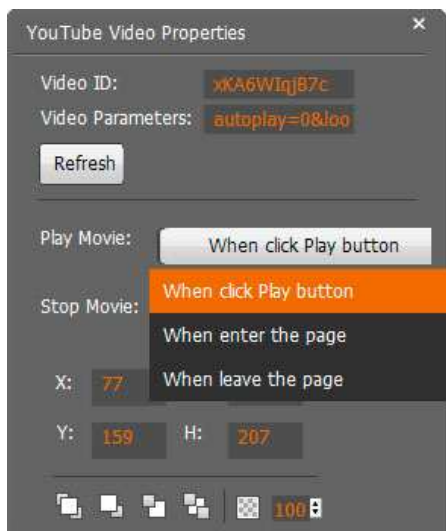 YouTube Video Properties
Video ID: xKA6WIqjB7c
Video Parameters: autoplay=0&loo
Refresh
Play Movie: When click Play button
When click Play button
Stop Movie:
When enter the page
When leave the page
X: 77
Y: 159 H: 207
100